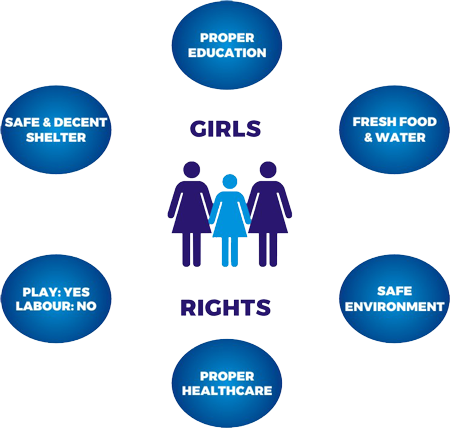 PROPER
EDUCATION
SAFE & DECENT
SHELTER
GIRLS
FRESH FOOD
& WATER
PLAY: YES
LABOUR: NO
RIGHTS
SAFE
ENVIRONMENT
PROPER
HEALTHCARE